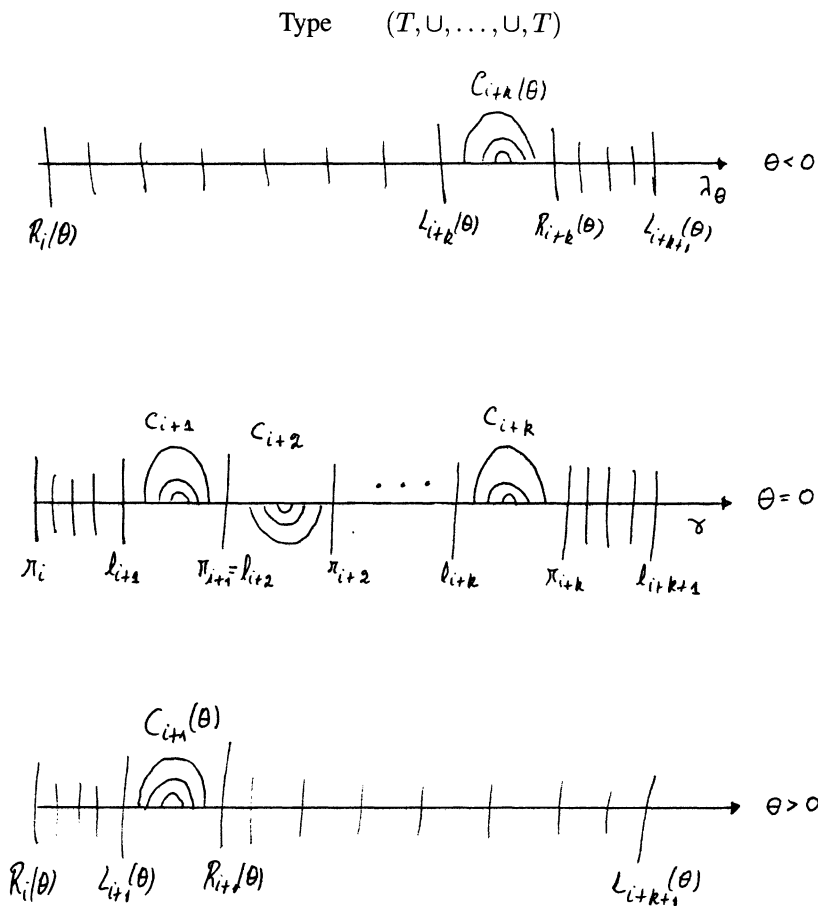 Type (T, ∪, . . . , ∪, T)
C_{i+k}(θ)
θ<0
λ_θ
R_i(θ) L_{i+k}(θ) R_{i+k}(θ) L_{i+k+1}(θ)
C_{i+1} C_{i+2} C_{i+k}
. . .
θ=0
γ
r_i l_{i+1} r_{i+1}=l_{i+2} r_{i+2} l_{i+k} r_{i+k} l_{i+k+1}
C_{i+1}(θ)
θ>0
R_i(θ) L_{i+1}(θ) R_{i+1}(θ) L_{i+k+1}(θ)